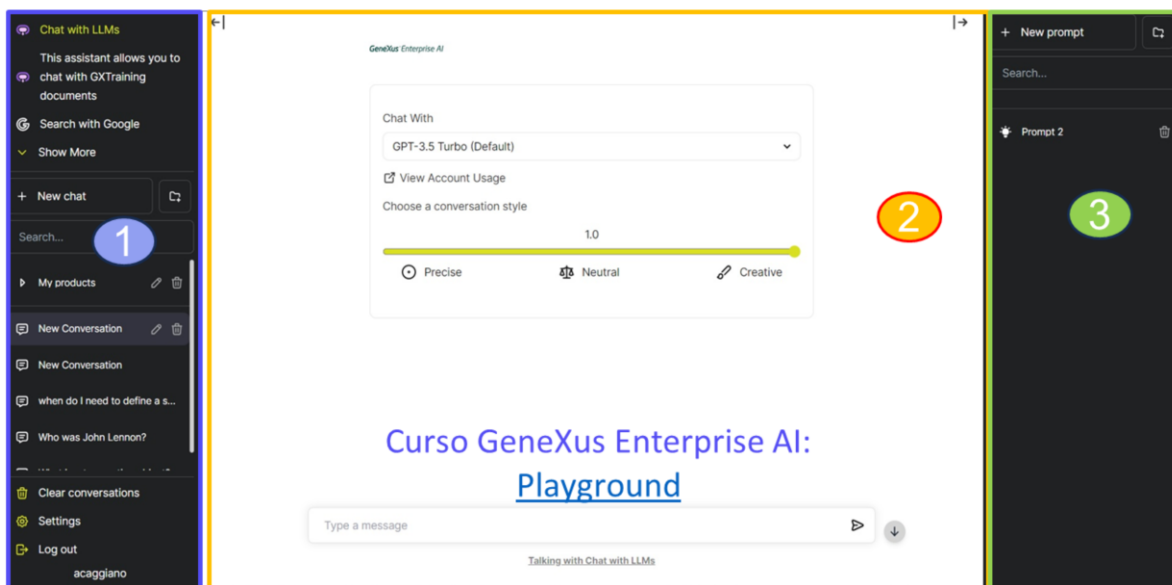 Chat with LLMs
This assistant allows you to
chat with GXTraining
documents
Search with Google
Show More
+ New chat
Search...
1
My products
New Conversation
New Conversation
when do I need to define a s...
Who was John Lennon?
Clear conversations
Settings
Log out
acaggiano
GeneXus Enterprise AI
Chat With
GPT-3.5 Turbo (Default)
View Account Usage
Choose a conversation style
1.0
Precise
Neutral
Creative
2
Curso GeneXus Enterprise AI:
Playground
Type a message
Talking with Chat with LLMs
+ New prompt
Search...
Prompt 2
3